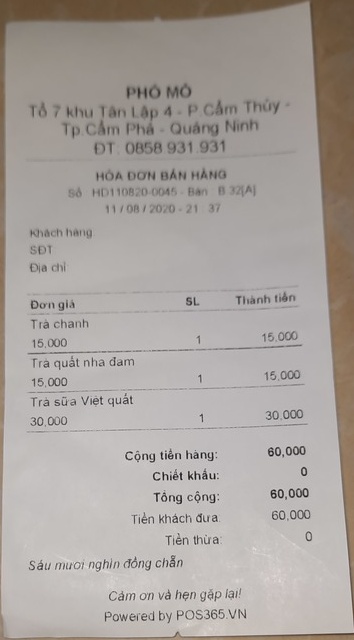 PHỐ MỎ
Tổ 7 khu Tân Lập 4 - P.Cẩm Thủy -
Tp.Cẩm Phả - Quảng Ninh
ĐT: 0858.931.931
HÓA ĐƠN BÁN HÀNG
Số: HD110820-0045 - Bàn : B.32[A]
11 / 08 / 2020 - 21 : 37
Khách hàng
SĐT
Địa chỉ
Đơn giá SL Thành tiền
Trà chanh
15,000 1 15,000
Trà quất nha đam
15,000 1 15,000
Trà sữa Việt quất
30,000 1 30,000
Cộng tiền hàng: 60,000
Chiết khấu: 0
Tổng cộng: 60,000
Tiền khách đưa: 60,000
Tiền thừa: 0
Sáu mươi nghìn đồng chẵn
Cảm ơn và hẹn gặp lại!
Powered by POS365.VN